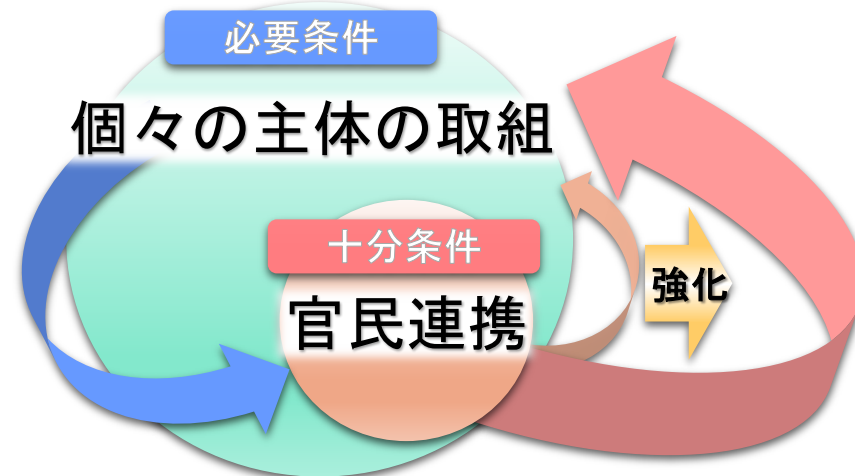 必要条件
個々の主体の取組
十分条件
官民連携
強化